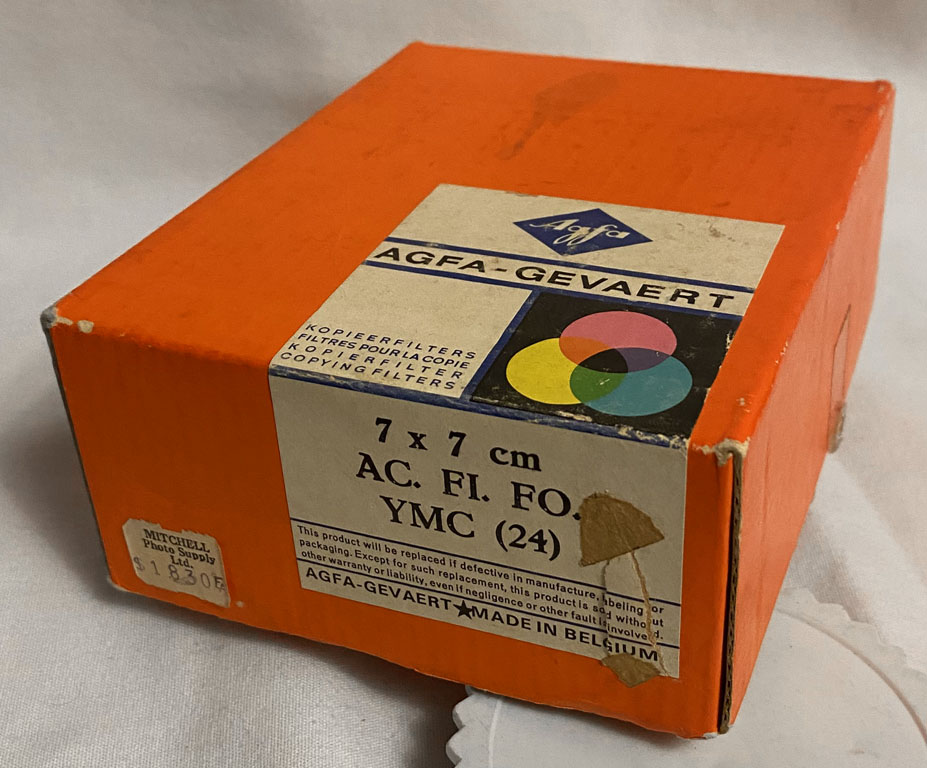 Agfa
AGFA-GEVAERT
KOPIEERFILTERS
FILTRES POUR LA COPIE
KOPIERFILTER
COPYING FILTERS
7 x 7 cm
AC. FI. FO.
YMC (24)
This product will be replaced if defective in manufacture, labeling or
packaging. Except for such replacement, this product is sold without
other warranty or liability, even if negligence or other fault is involved.
AGFA-GEVAERT★MADE IN BELGIUM
MITCHELL
Photo Supply
Ltd.
$1830